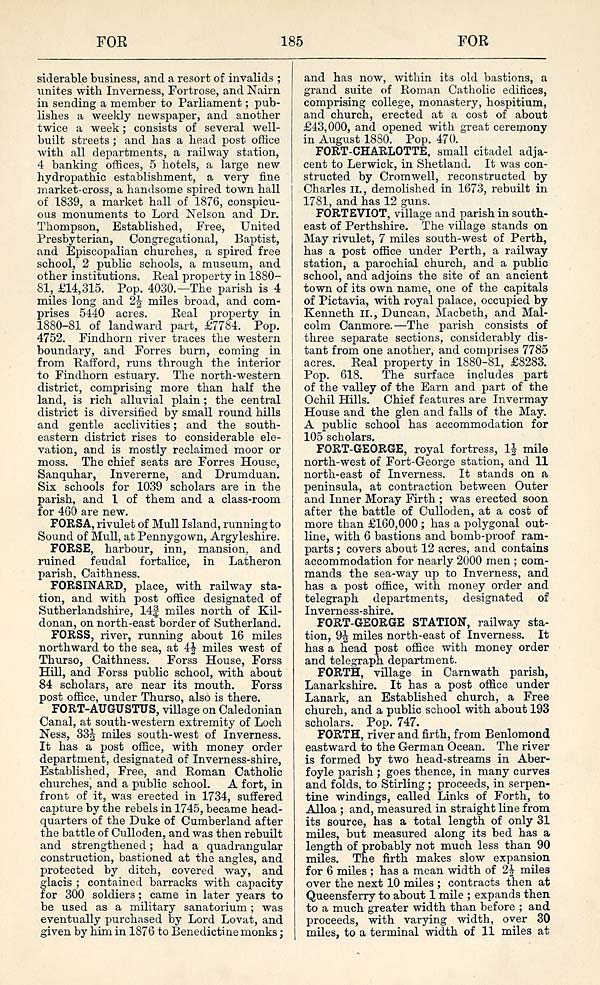 FOR 185 FOR
siderable business, and a resort of invalids ;
unites with Inverness, Fortrose, and Nairn
in sending a member to Parliament ; pub-
lishes a weekly newspaper, and another
twice a week ; consists of several well-
built streets ; and has a head post office
with all departments, a railway station,
4 banking offices, 5 hotels, a large new
hydropathic establishment, a very fine
market-cross, a handsome spired town hall
of 1839, a market hall of 1876, conspicu-
ous monuments to Lord Nelson and Dr.
Thompson, Established, Free, United
Presbyterian, Congregational, Baptist,
and Episcopalian churches, a spired free
school, 2 public schools, a museum, and
other institutions. Real property in 1880-
81, £14,315. Pop. 4030.—The parish is 4
miles long and 2½ miles broad, and com-
prises 5440 acres. Real property in
1880-81 of landward part, £7784. Pop.
4752. Findhorn river traces the western
boundary, and Forres burn, coming in
from Rafford, runs through the interior
to Findhorn estuary. The north-western
district, comprising more than half the
land, is rich alluvial plain ; the central
district is diversified by small round hills
and gentle acclivities ; and the south-
eastern district rises to considerable ele-
vation, and is mostly reclaimed moor or
moss. The chief seats are Forres House,
Sanquhar, Invererne, and Drumduan.
Six schools for 1039 scholars are in the
parish, and 1 of them and a class-room
for 460 are new.
FORSA, rivulet of Mull Island, running to
Sound of Mull, at Pennygown, Argyleshire.
FORSE, harbour, inn, mansion, and
ruined feudal fortalice, in Latheron
parish, Caithness.
FORSINARD, place, with railway sta-
tion, and with post office designated of
Sutherlandshire, 14¾ miles north of Kil-
donan, on north-east border of Sutherland.
FORSS, river, running about 16 miles
northward to the sea, at 4½ miles west of
Thurso, Caithness. Forss House, Forss
Hill, and Forss public school, with about
84 scholars, are near its mouth. Forss
post office, under Thurso, also is there.
FORT-AUGUSTUS, village on Caledonian
Canal, at south-western extremity of Loch
Ness, 33½ miles south-west of Inverness.
It has a post office, with money order
department, designated of Inverness-shire,
Established, Free, and Roman Catholic
churches, and a public school. A fort, in
front of it, was erected in 1734, suffered
capture by the rebels in 1745, became head-
quarters of the Duke of Cumberland after
the battle of Culloden, and was then rebuilt
and strengthened ; had a quadrangular
construction, bastioned at the angles, and
protected by ditch, covered way, and
glacis ; contained barracks with capacity
for 300 soldiers ; came in later years to
be used as a military sanatorium ; was
eventually purchased by Lord Lovat, and
given by him in 1876 to Benedictine monks ;
and has now, within its old bastions, a
grand suite of Roman Catholic edifices,
comprising college, monastery, hospitium,
and church, erected at a cost of about
£43,000, and opened with great ceremony
in August 1880. Pop. 470.
FORT-CHARLOTTE, small citadel adja-
cent to Lerwick, in Shetland. It was con-
structed by Cromwell, reconstructed by
Charles II., demolished in 1673, rebuilt in
1781, and has 12 guns.
FORTEVIOT, village and parish in south-
east of Perthshire. The village stands on
May rivulet, 7 miles south-west of Perth,
has a post office under Perth, a railway
station, a parochial church, and a public
school, and adjoins the site of an ancient
town of its own name, one of the capitals
of Pictavia, with royal palace, occupied by
Kenneth II., Duncan, Macbeth, and Mal-
colm Canmore.—The parish consists of
three separate sections, considerably dis-
tant from one another, and comprises 7785
acres. Real property in 1880-81, £8283.
Pop. 618. The surface includes part
of the valley of the Earn and part of the
Ochil Hills. Chief features are Invermay
House and the glen and falls of the May.
A public school has accommodation for
105 scholars.
FORT-GEORGE, royal fortress, 1½ mile
north-west of Fort-George station, and 11
north-east of Inverness. It stands on a
peninsula, at contraction between Outer
and Inner Moray Firth ; was erected soon
after the battle of Culloden, at a cost of
more than £160,000 ; has a polygonal out-
line, with 6 bastions and bomb-proof ram-
parts ; covers about 12 acres, and contains
accommodation for nearly 2000 men ; com-
mands the sea-way up to Inverness, and
has a post office, with money order and
telegraph departments, designated of
Inverness-shire.
FORT-GEORGE STATION, railway sta-
tion, 9½ miles north-east of Inverness. It
has a head post office with money order
and telegraph department.
FORTH, village in Carnwath parish,
Lanarkshire. It has a post office under
Lanark, an Established church, a Free
church, and a public school with about 193
scholars. Pop. 747.
FORTH, river and firth, from Benlomond
eastward to the German Ocean. The river
is formed by two head-streams in Aber-
foyle parish ; goes thence, in many curves
and folds, to Stirling ; proceeds, in serpen-
tine windings, called Links of Forth, to
Alloa ; and, measured in straight line from
its source, has a total length of only 31
miles, but measured along its bed has a
length of probably not much less than 90
miles. The firth makes slow expansion
for 6 miles ; has a mean width of 2½ miles
over the next 10 miles ; contracts then at
Queensferry to about 1 mile ; expands then
to a much greater width than before ; and
proceeds, with varying width, over 30
miles, to a terminal width of 11 miles at